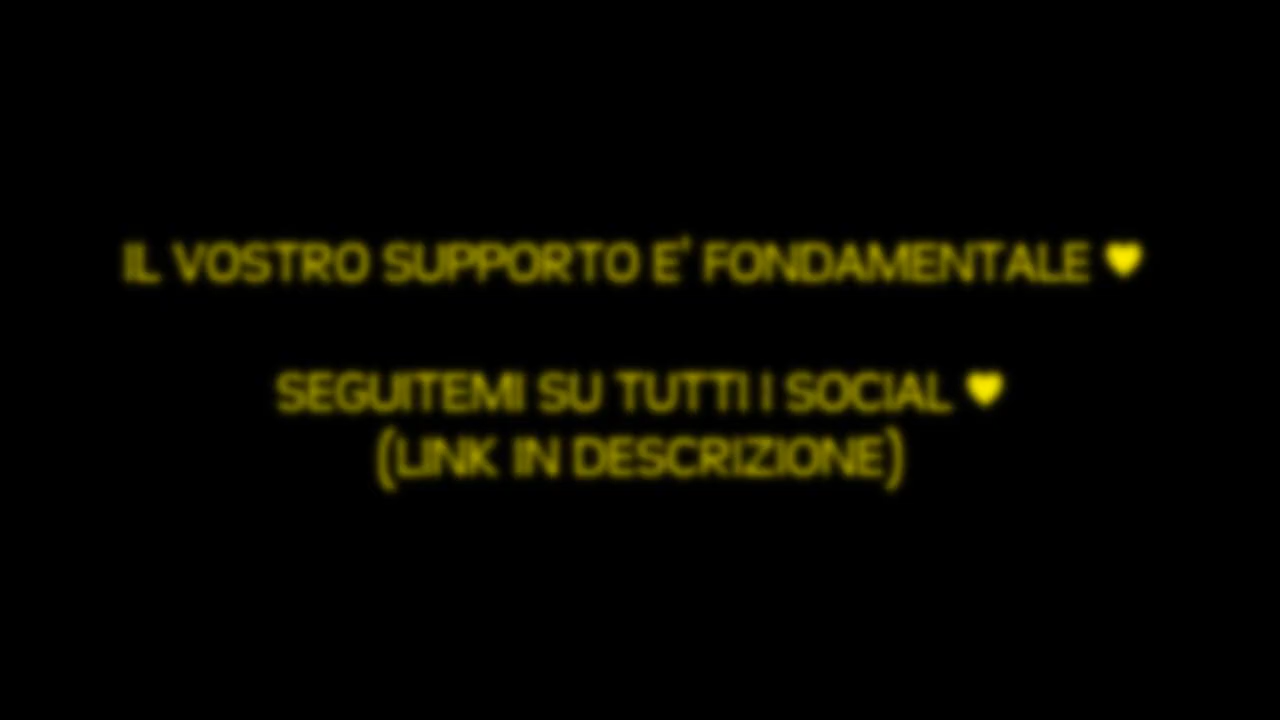 IL VOSTRO SUPPORTO E' FONDAMENTALE ♥
SEGUITEMI SU TUTTI I SOCIAL ♥
(LINK IN DESCRIZIONE)